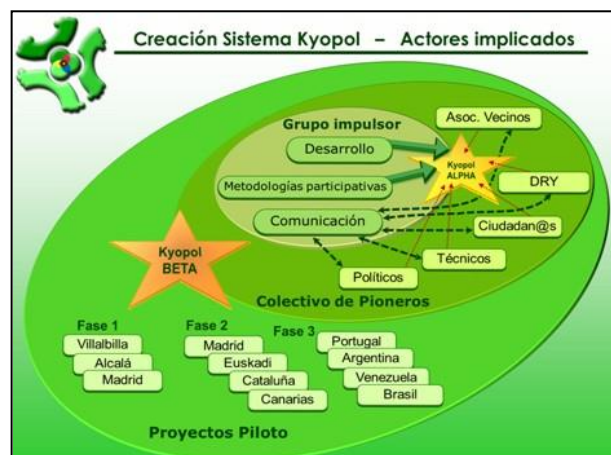 Creación Sistema Kyopol – Actores implicados
Grupo impulsor
Desarrollo
Metodologías participativas
Comunicación
Kyopol
ALPHA
Asoc. Vecinos
DRY
Ciudadan@s
Técnicos
Políticos
Kyopol
BETA
Colectivo de Pioneros
Fase 1
Villalbilla
Alcalá
Madrid
Fase 2
Madrid
Euskadi
Cataluña
Canarias
Fase 3
Portugal
Argentina
Venezuela
Brasil
Proyectos Piloto